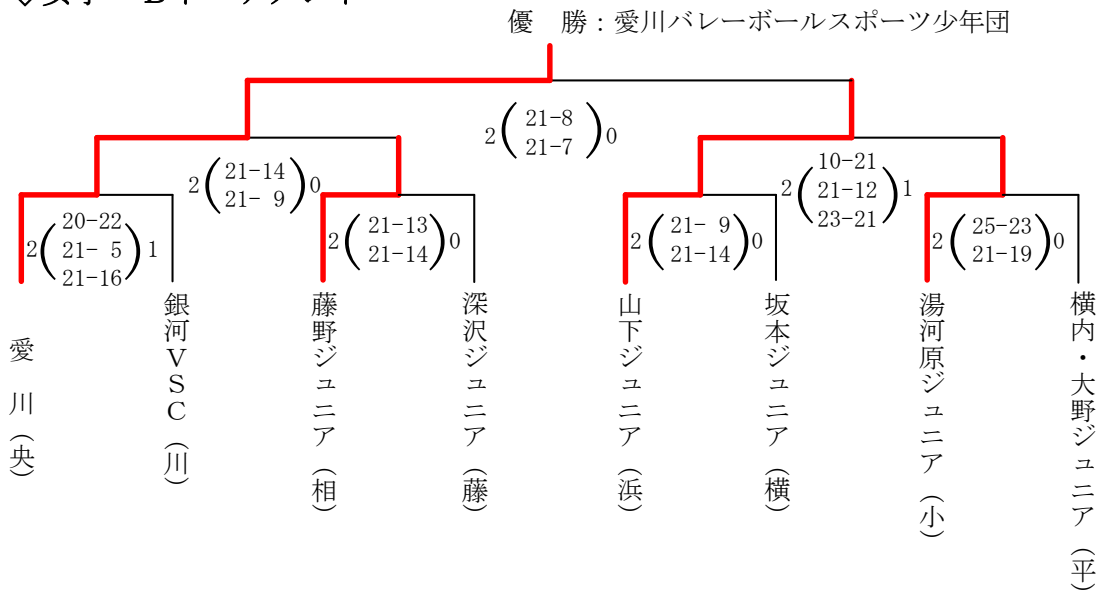 優　勝：愛川バレーボールスポーツ少年団
2(21-8 21-7)0
2(21-14 21- 9)0
2(10-21 21-12 23-21)1
2(20-22 21- 5 21-16)1
2(21-13 21-14)0
2(21- 9 21-14)0
2(25-23 21-19)0
愛　川（央）
銀河ＶＳＣ（川）
藤野ジュニア（相）
深沢ジュニア（藤）
山下ジュニア（浜）
坂本ジュニア（横）
湯河原ジュニア（小）
横内・大野ジュニア（平）